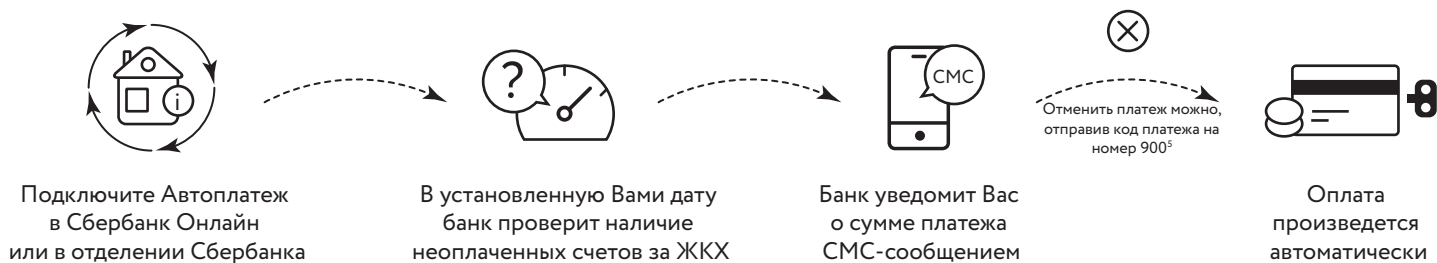 ?
i
СМС
Отменить платеж можно,
отправив код платежа на
номер 900⁵
Подключите Автоплатеж
в Сбербанк Онлайн
или в отделении Сбербанка
В установленную Вами дату
банк проверит наличие
неоплаченных счетов за ЖКХ
Банк уведомит Вас
о сумме платежа
СМС-сообщением
Оплата
произведется
автоматически